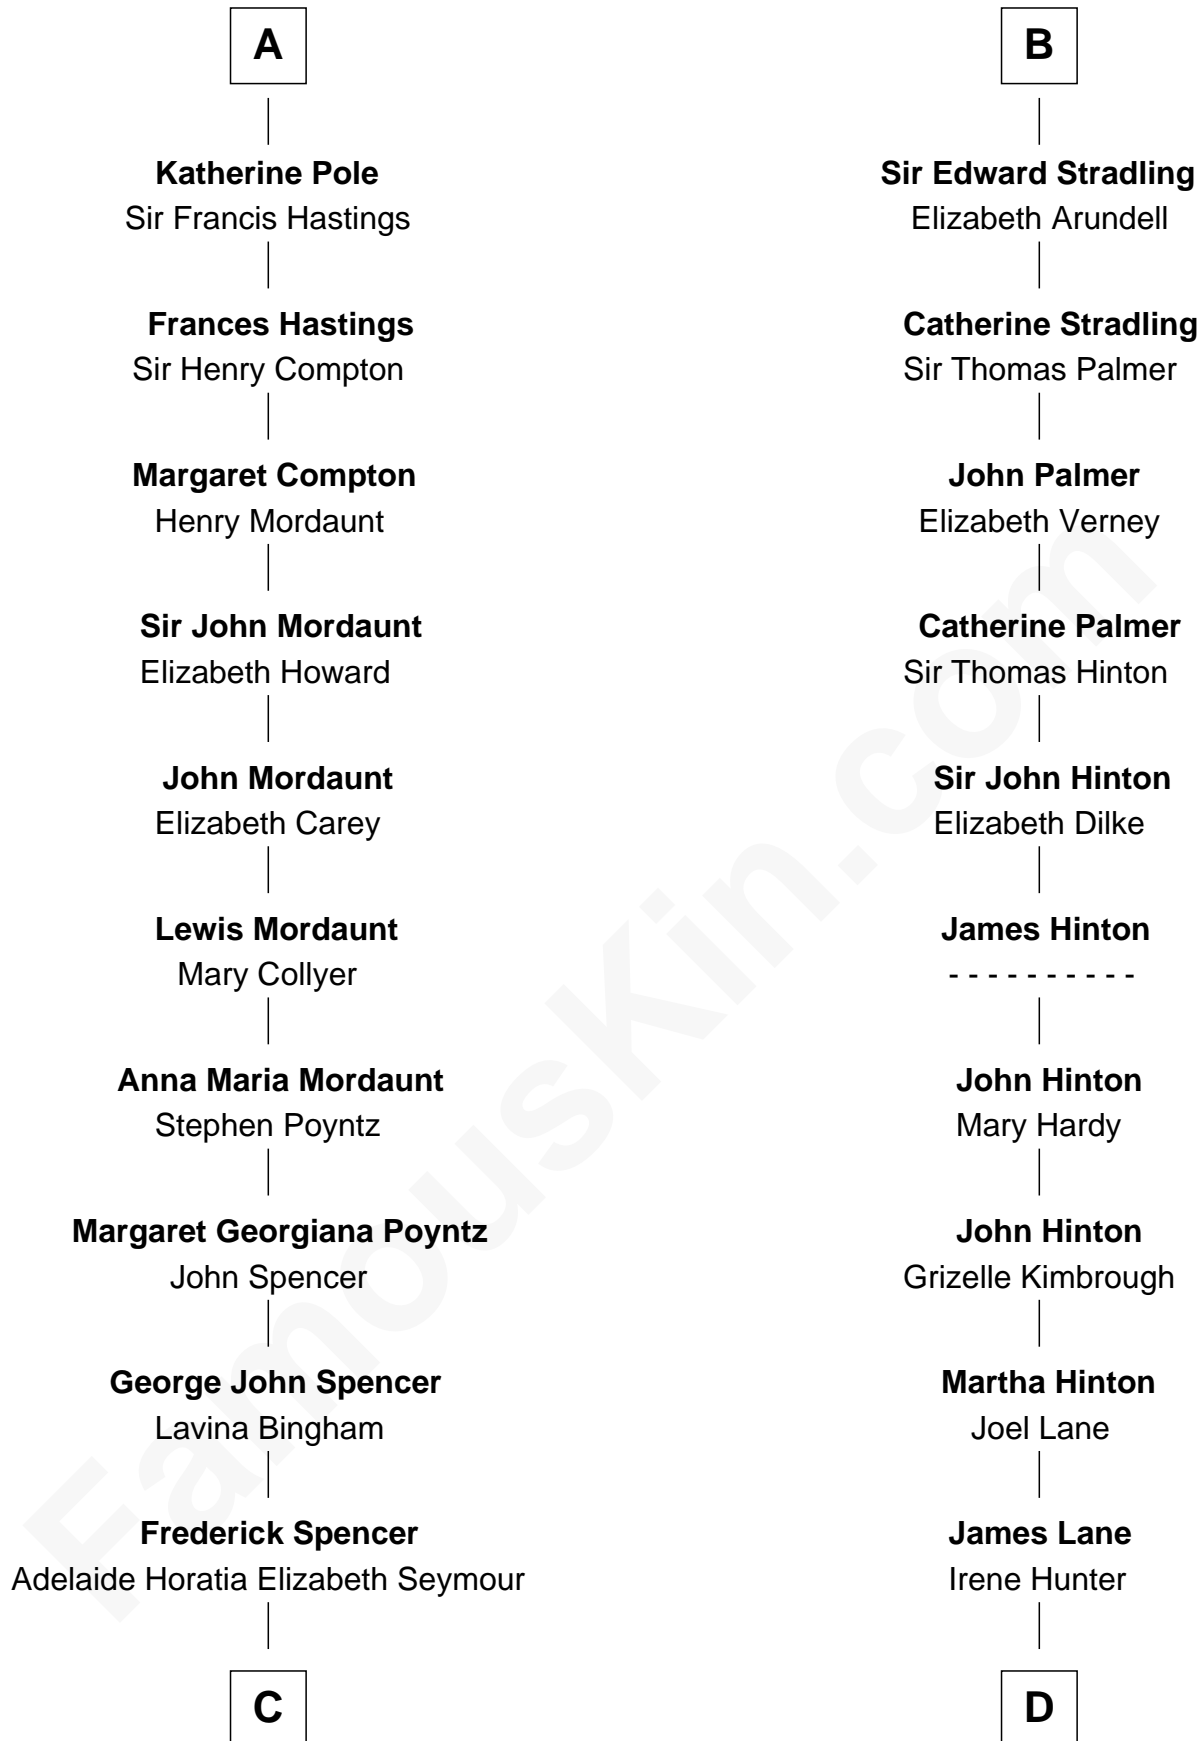 A
Katherine Pole
Sir Francis Hastings
Frances Hastings
Sir Henry Compton
Margaret Compton
Henry Mordaunt
Sir John Mordaunt
Elizabeth Howard
John Mordaunt
Elizabeth Carey
Lewis Mordaunt
Mary Collyer
Anna Maria Mordaunt
Stephen Poyntz
Margaret Georgiana Poyntz
John Spencer
George John Spencer
Lavina Bingham
Frederick Spencer
Adelaide Horatia Elizabeth Seymour
C
B
Sir Edward Stradling
Elizabeth Arundell
Catherine Stradling
Sir Thomas Palmer
John Palmer
Elizabeth Verney
Catherine Palmer
Sir Thomas Hinton
Sir John Hinton
Elizabeth Dilke
James Hinton
- - - - - - - - - -
John Hinton
Mary Hardy
John Hinton
Grizelle Kimbrough
Martha Hinton
Joel Lane
James Lane
Irene Hunter
D
FamousKin.com